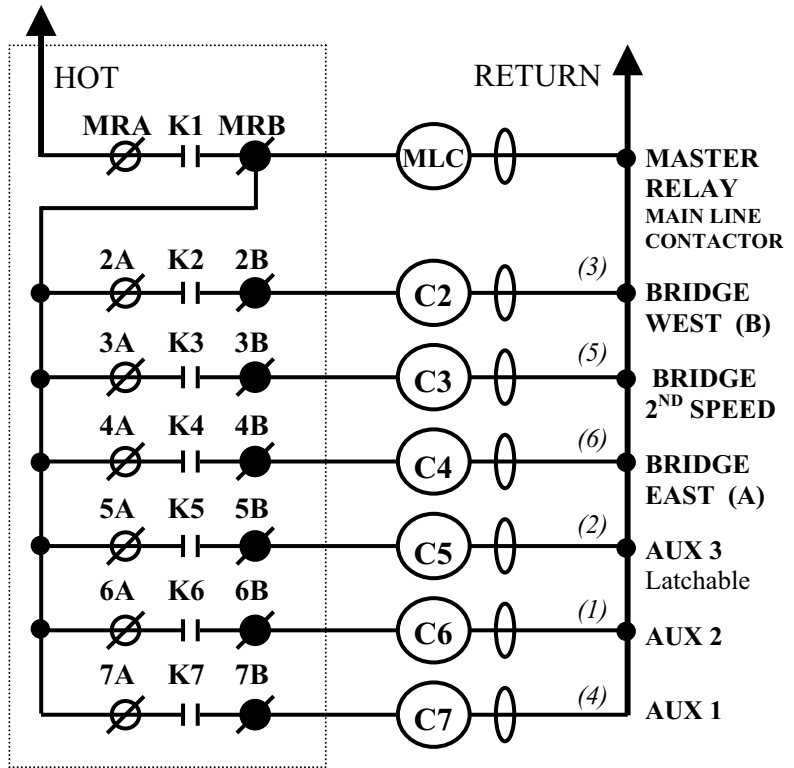 HOT
RETURN
MRA K1 MRB
MLC
MASTER
RELAY
MAIN LINE
CONTACTOR
2A K2 2B
C2
(3)
BRIDGE
WEST (B)
3A K3 3B
C3
(5)
BRIDGE
2ND SPEED
4A K4 4B
C4
(6)
BRIDGE
EAST (A)
5A K5 5B
C5
(2)
AUX 3
Latchable
6A K6 6B
C6
(1)
AUX 2
7A K7 7B
C7
(4)
AUX 1